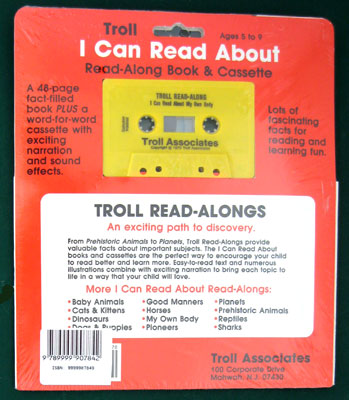 Troll
Ages 5 to 9
I Can Read About
Read-Along Book & Cassette
A 48-page
fact-filled
book PLUS a
word-for-word
cassette with
exciting
narration
and sound
effects.
TROLL READ-ALONG
I Can Read About My Own Body
Troll Associates
Lots of
fascinating
facts for
reading and
learning fun.
TROLL READ-ALONGS
An exciting path to discovery.
From Prehistoric Animals to Planets, Troll Read-Alongs provide
valuable facts about important subjects. The I Can Read About
books and cassettes are the perfect way to encourage your child
to read better and learn more. Easy-to-read text and numerous
illustrations combine with exciting narration to bring each topic to
life in a way that your child will love.
More I Can Read About Read-Alongs:
• Baby Animals
• Cats & Kittens
• Dinosaurs
• Dogs & Puppies
• Good Manners
• Horses
• My Own Body
• Pioneers
• Planets
• Prehistoric Animals
• Reptiles
• Sharks
9 789999 907842
ISBN
Troll Associates
100 Corporate Drive
Mahwah, N.J. 07430